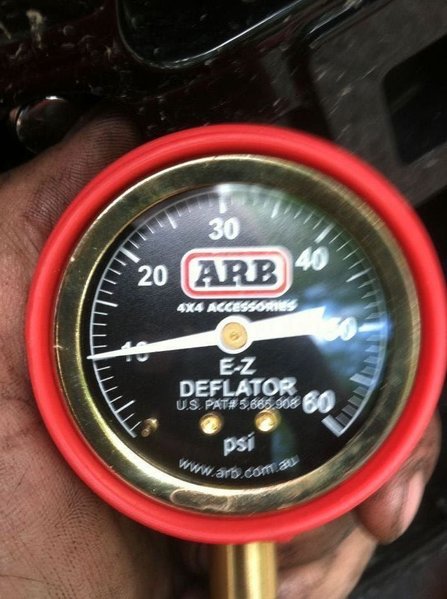 30
20
40
ARB
4X4 ACCESSORIES
10
50
E-Z
DEFLATOR
U.S. PAT# 5,665,908
60
psi
www.arb.com.au